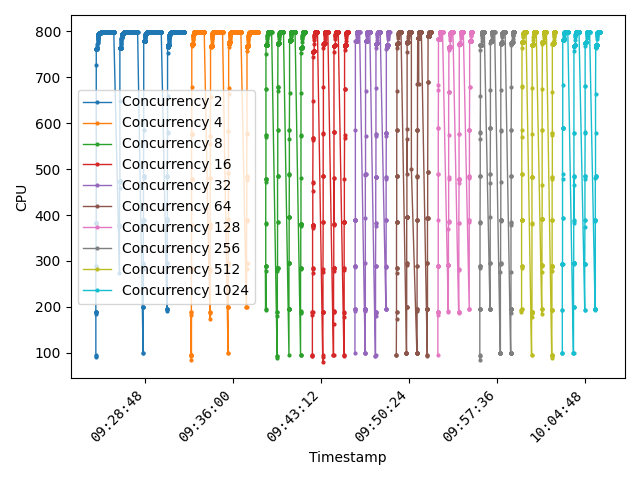 800
700
600
500
400
300
200
100
CPU
Concurrency 2
Concurrency 4
Concurrency 8
Concurrency 16
Concurrency 32
Concurrency 64
Concurrency 128
Concurrency 256
Concurrency 512
Concurrency 1024
09:28:48
09:36:00
09:43:12
09:50:24
09:57:36
10:04:48
Timestamp